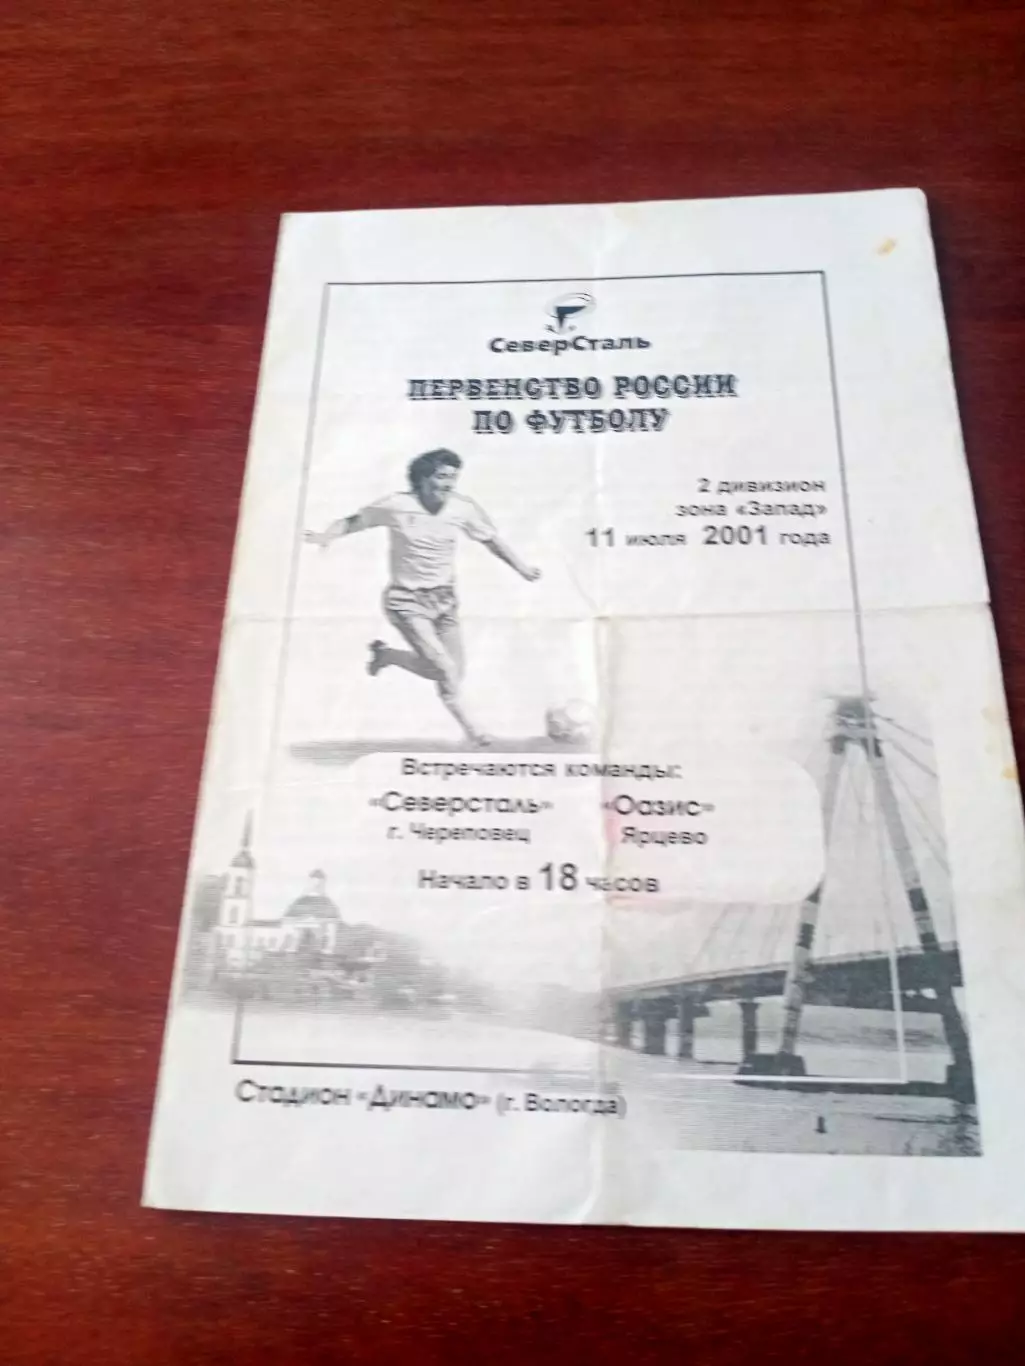 СеверСталь
ПЕРВЕНСТВО РОССИИ
ПО ФУТБОЛУ
2 дивизион
зона «Запад»
11 июля 2001 года
Встречаются команды:
«Северсталь» «Оазис»
г. Череповец Ярцево
Начало в 18 часов
Стадион «Динамо» (г. Вологда)